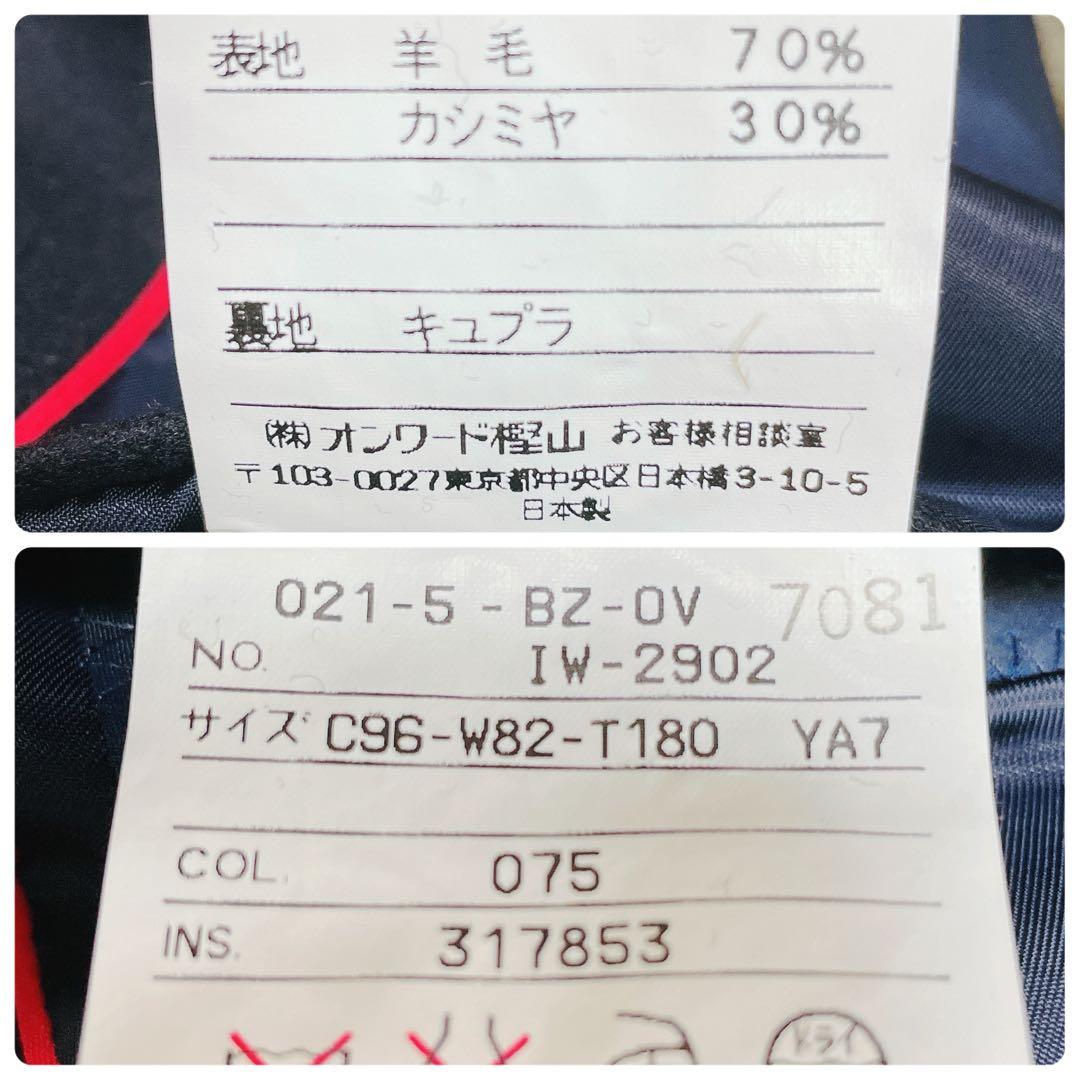 表地 羊毛 70%
カシミヤ 30%
裏地 キュプラ
(株)オンワード樫山 お客様相談室
〒103-0027東京都中央区日本橋3-10-5
日本製
021-5-BZ-0V 7081
NO. IW-2902
サイズ C96-W82-T180 YA7
COL. 075
INS. 317853
ドライ